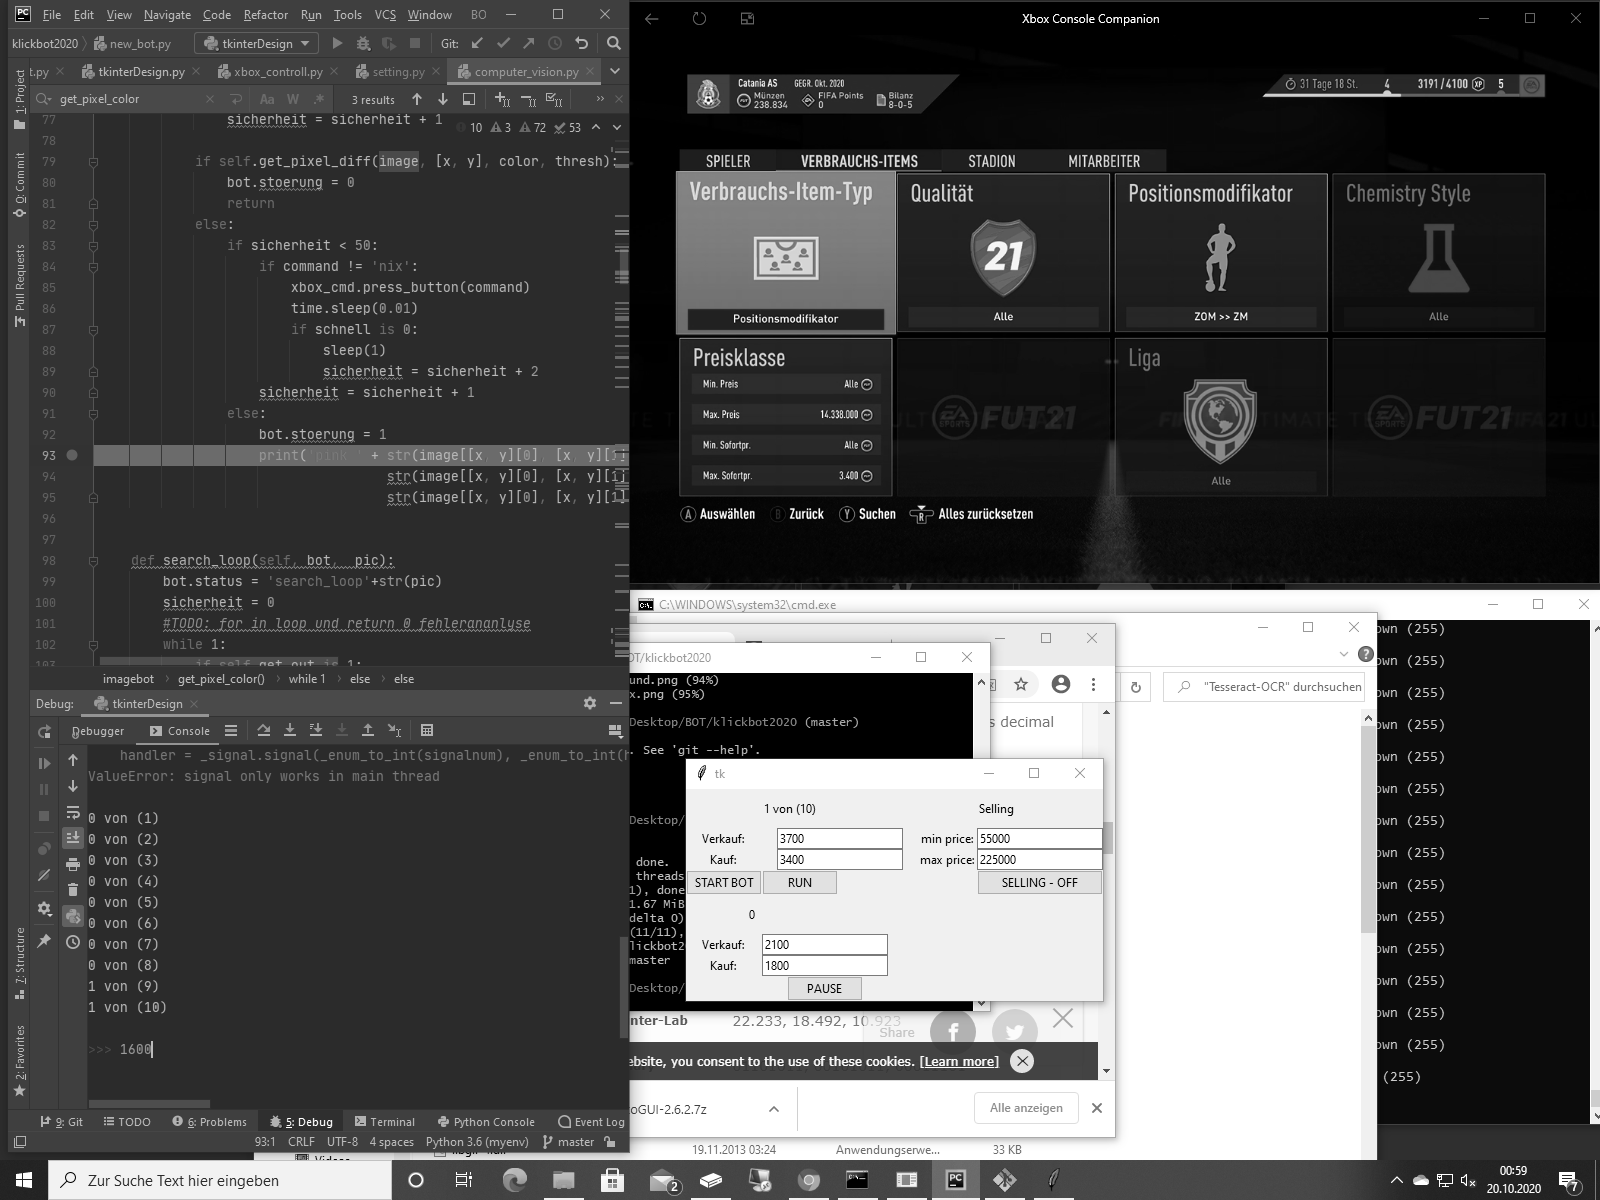 File Edit View Navigate Code Refactor Run Tools VCS Window BO
klickbot2020 new_bot.py tkinterDesign Git:
t.py tkinterDesign.py xbox_controll.py setting.py computer_vision.py
get_pixel_color Aa W .* 3 results
10 3 72 53
77 sicherheit = sicherheit + 1
78
79 if self.get_pixel_diff(image, [x, y], color, thresh):
80 bot.stoerung = 0
81 return
82 else:
83 if sicherheit < 50:
84 if command != 'nix':
85 xbox_cmd.press_button(command)
86 time.sleep(0.01)
87 if schnell is 0:
88 sleep(1)
89 sicherheit = sicherheit + 2
90 sicherheit = sicherheit + 1
91 else:
92 bot.stoerung = 1
93 print('pink ' + str(image[[x, y][0], [x, y][1]
94 str(image[[x, y][0], [x, y][1]
95 str(image[[x, y][0], [x, y][1]
96
97
98 def search_loop(self, bot, pic):
99 bot.status = 'search_loop'+str(pic)
100 sicherheit = 0
101 #TODO: for in loop und return 0 fehlerananlyse
102 while 1:
103 if self.get_out is 1:
imagebot get_pixel_color() while 1 else else
1: Project
0: Commit
Pull Requests
7: Structure
2: Favorites
Debug: tkinterDesign
Debugger Console
handler = _signal.signal(_enum_to_int(signalnum), _enum_to_int(h
ValueError: signal only works in main thread
0 von (1)
0 von (2)
0 von (3)
0 von (4)
0 von (5)
0 von (6)
0 von (7)
0 von (8)
1 von (9)
1 von (10)
>>> 1600
9: Git TODO 6: Problems 5: Debug Terminal Python Console Event Log
93:1 CRLF UTF-8 4 spaces Python 3.6 (myenv) master
Xbox Console Companion
Catania AS GEGR. Okt. 2020
Münzen 238.834 FIFA Points 0 Bilanz 8-0-5
31 Tage 18 St. 4 3191/4100 XP 5
SPIELER VERBRAUCHS-ITEMS STADION MITARBEITER
Verbrauchs-Item-Typ
Positionsmodifikator
Qualität
21
Alle
Positionsmodifikator
ZOM >> ZM
Chemistry Style
Alle
Preisklasse
Min. Preis Alle
Max. Preis 14.338.000
Min. Sofortpr. Alle
Max. Sofortpr. 3.400
EA SPORTS FUT21
Liga
Alle
EA SPORTS FUT21
A Auswählen B Zurück Y Suchen R Alles zurücksetzen
C:\WINDOWS\system32\cmd.exe
own (255)
own (255)
own (255)
own (255)
own (255)
own (255)
own (255)
own (255)
own (255)
own (255)
own (255)
own (255)
own (255)
own (255)
(255)
"Tesseract-OCR" durchsuchen
s decimal
OT/klickbot2020
und.png (94%)
x.png (95%)
Desktop/BOT/klickbot2020 (master)
. See 'git --help'.
Desktop/
done.
threads
1), done
1.67 MiB
delta 0)
(11/11),
lickbot20
master
Desktop/
tk
1 von (10) Selling
Verkauf: 3700 min price: 55000
Kauf: 3400 max price: 225000
START BOT RUN SELLING - OFF
0
Verkauf: 2100
Kauf: 1800
PAUSE
nter-Lab 22.233, 18.492, 10.923
Share
ebsite, you consent to the use of these cookies. [Learn more]
oGUI-2.6.2.7z Alle anzeigen
19.11.2013 03:24 Anwendungserwe... 33 KB
Videos
Zur Suche Text hier eingeben
2
00:59
20.10.2020
7